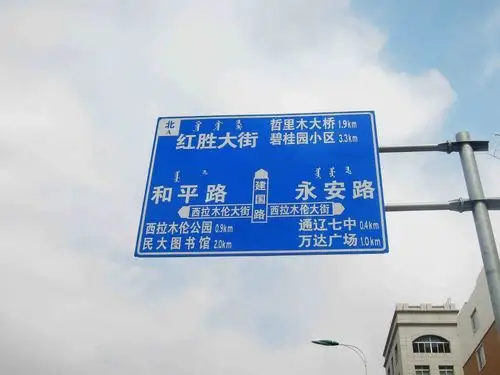 北
A
红胜大街
哲里木大桥 1.9km
碧桂园小区 3.3km
和平路
建国路
永安路
西拉木伦大街
西拉木伦大街
西拉木伦公园 0.9km
民大图书馆 2.0km
通辽七中 0.4km
万达广场 1.0km